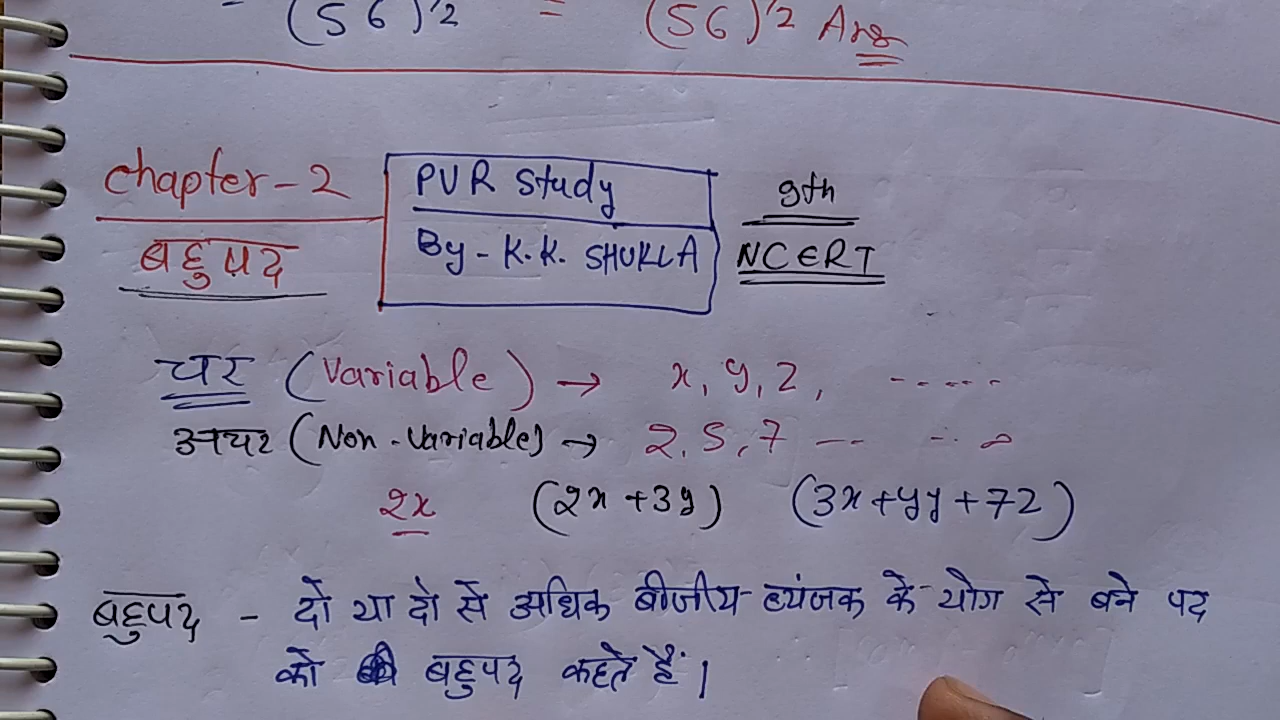 (56)^1/2 = (56)^1/2 Ans
Chapter-2
बहुपद
PVR Study
By - K.K. SHUKLA
9th
NCERT
चर (Variable) → x, y, z, -----
अचर (Non-Variable) → 2, 5, 7 -- - - -
2x (2x+3y) (3x+4y+7z)
बहुपद - दो या दो से अधिक बीजीय व्यंजक के योग से बने पद
को बहुपद कहते हैं।